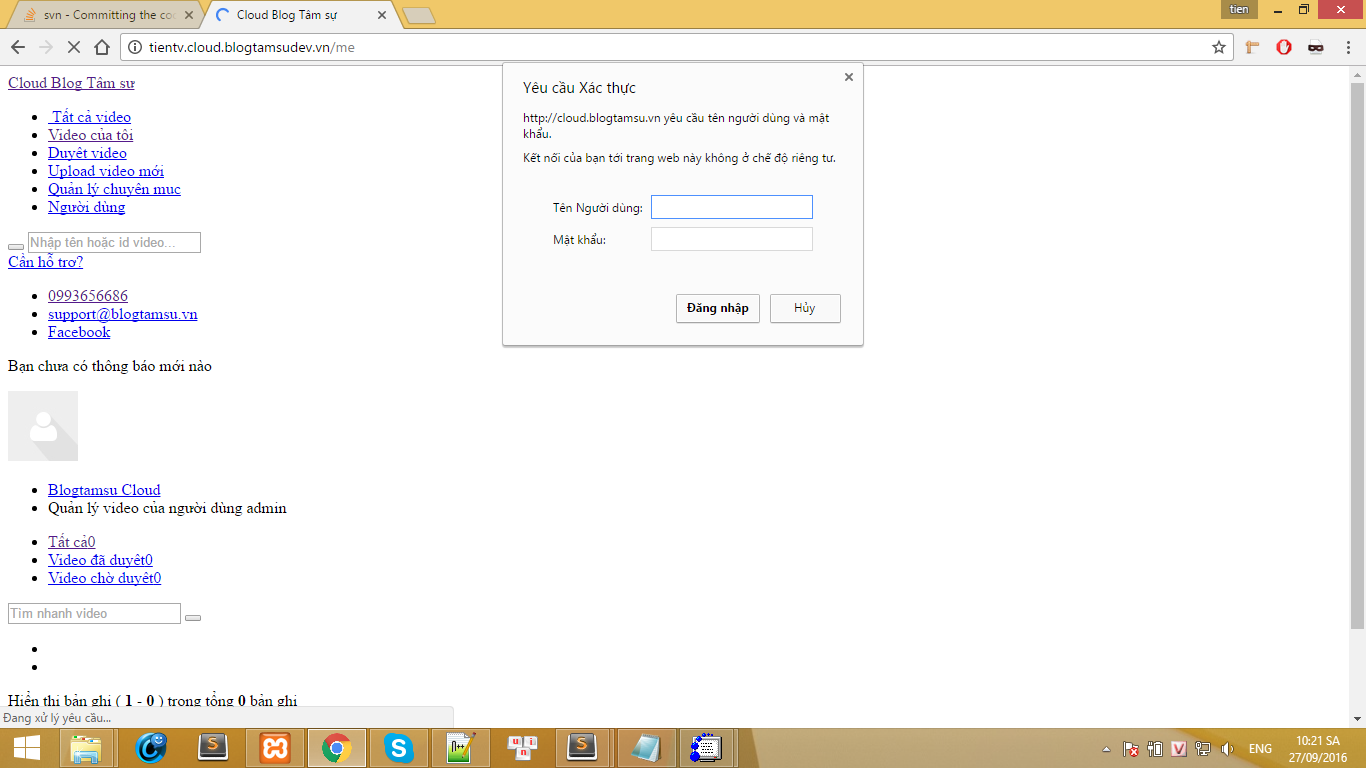 svn - Committing the coo
Cloud Blog Tâm sự
tien
tientv.cloud.blogtamsudev.vn/me
Cloud Blog Tâm sự
Tất cả video
Video của tôi
Duyệt video
Upload video mới
Quản lý chuyên mục
Người dùng
Nhập tên hoặc id video...
Cần hỗ trợ?
0993656686
support@blogtamsu.vn
Facebook
Bạn chưa có thông báo mới nào
Blogtamsu Cloud
Quản lý video của người dùng admin
Tất cả0
Video đã duyệt0
Video chờ duyệt0
Tìm nhanh video
Hiển thị bản ghi ( 1 - 0 ) trong tổng 0 bản ghi
Đang xử lý yêu cầu...
Yêu cầu Xác thực
http://cloud.blogtamsu.vn yêu cầu tên người dùng và mật
khẩu.
Kết nối của bạn tới trang web này không ở chế độ riêng tư.
Tên Người dùng:
Mật khẩu:
Đăng nhập
Hủy
ENG
10:21 SA
27/09/2016